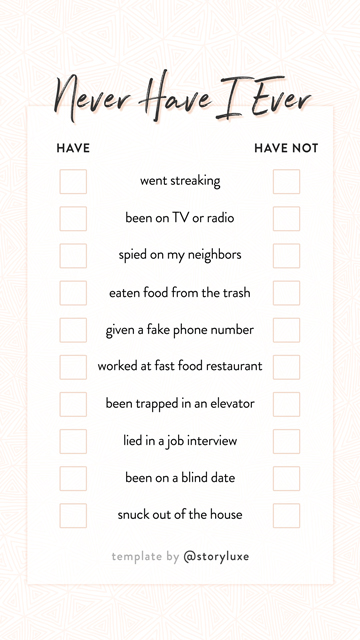 Never Have I Ever
HAVE HAVE NOT
went streaking
been on TV or radio
spied on my neighbors
eaten food from the trash
given a fake phone number
worked at fast food restaurant
been trapped in an elevator
lied in a job interview
been on a blind date
snuck out of the house
template by @storyluxe